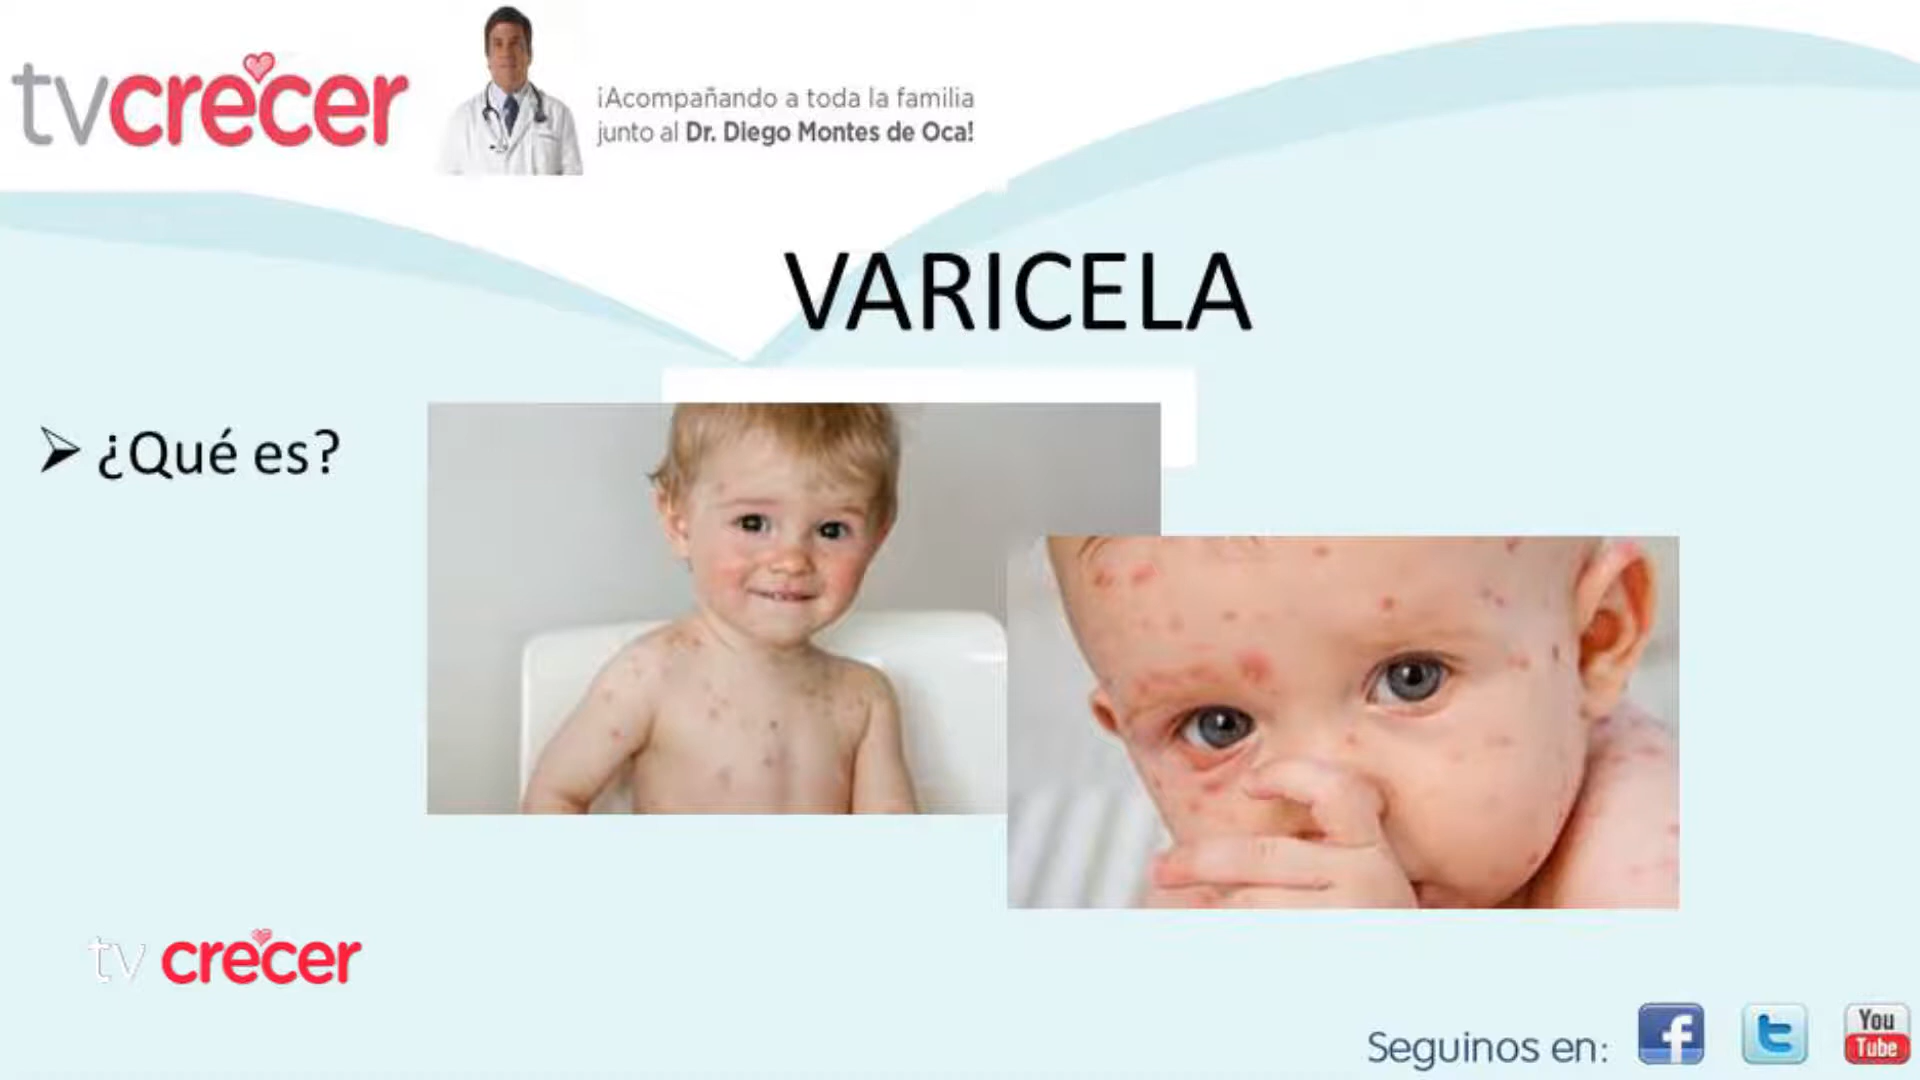 tvcrecer
¡Acompañando a toda la familia
junto al Dr. Diego Montes de Oca!
VARICELA
¿Qué es?
tv crecer
Seguinos en:
f
t
You
Tube